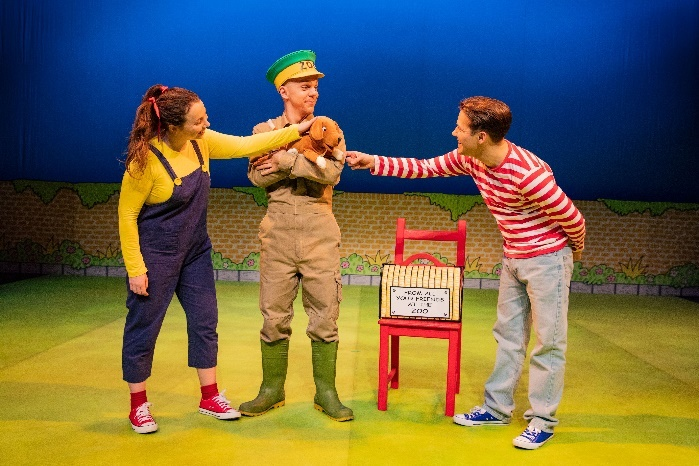 ZOO
FROM ALL
YOUR FRIENDS
AT THE
ZOO